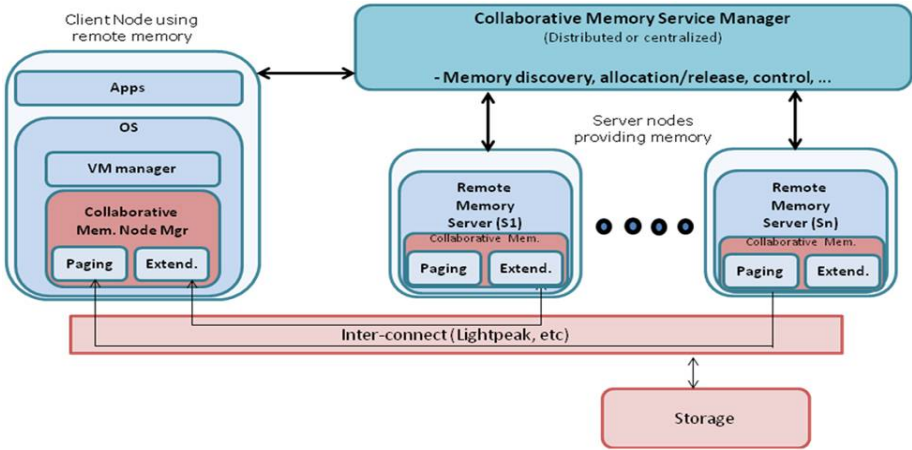 Client Node using
remote memory
Apps
OS
VM manager
Collaborative
Mem. Node Mgr
Paging
Extend.
Collaborative Memory Service Manager
(Distributed or centralized)
- Memory discovery, allocation/release, control, ...
Server nodes
providing memory
Remote
Memory
Server (S1)
Collaborative Mem.
Paging
Extend.
Remote
Memory
Server (Sn)
Collaborative Mem.
Paging
Extend.
Inter-connect (Lightpeak, etc)
Storage